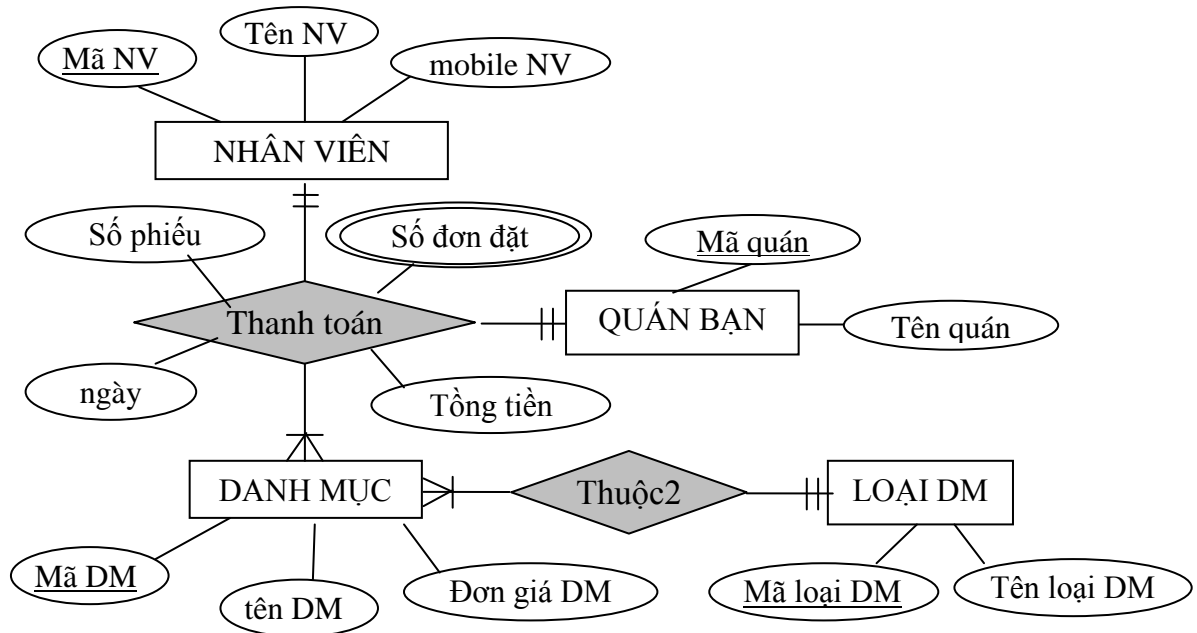 Tên NV
Mã NV
mobile NV
NHÂN VIÊN
Số phiếu
Số đơn đặt
Mã quán
Thanh toán
QUÁN BẠN
Tên quán
ngày
Tồng tiền
DANH MỤC
Thuộc2
LOẠI DM
Mã DM
tên DM
Đơn giá DM
Mã loại DM
Tên loại DM